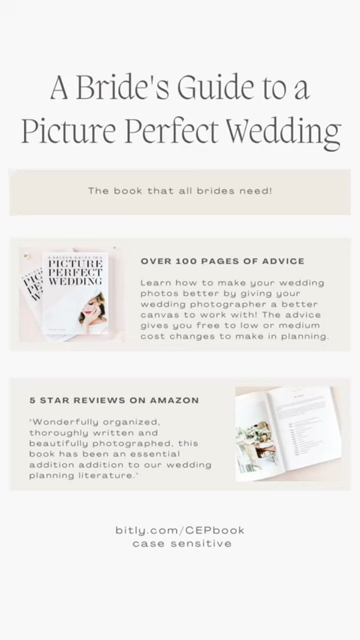 A Bride's Guide to a
Picture Perfect Wedding
The book that all brides need!
PICTURE
PERFECT
WEDDING
OVER 100 PAGES OF ADVICE
Learn how to make your wedding
photos better by giving your
wedding photographer a better
canvas to work with! The advice
gives you free to low or medium
cost changes to make in planning.
5 STAR REVIEWS ON AMAZON
"Wonderfully organized,
thoroughly written and
beautifully photographed, this
book has been an essential
addition addition to our wedding
planning literature."
bitly.com/CEPbook
case sensitive